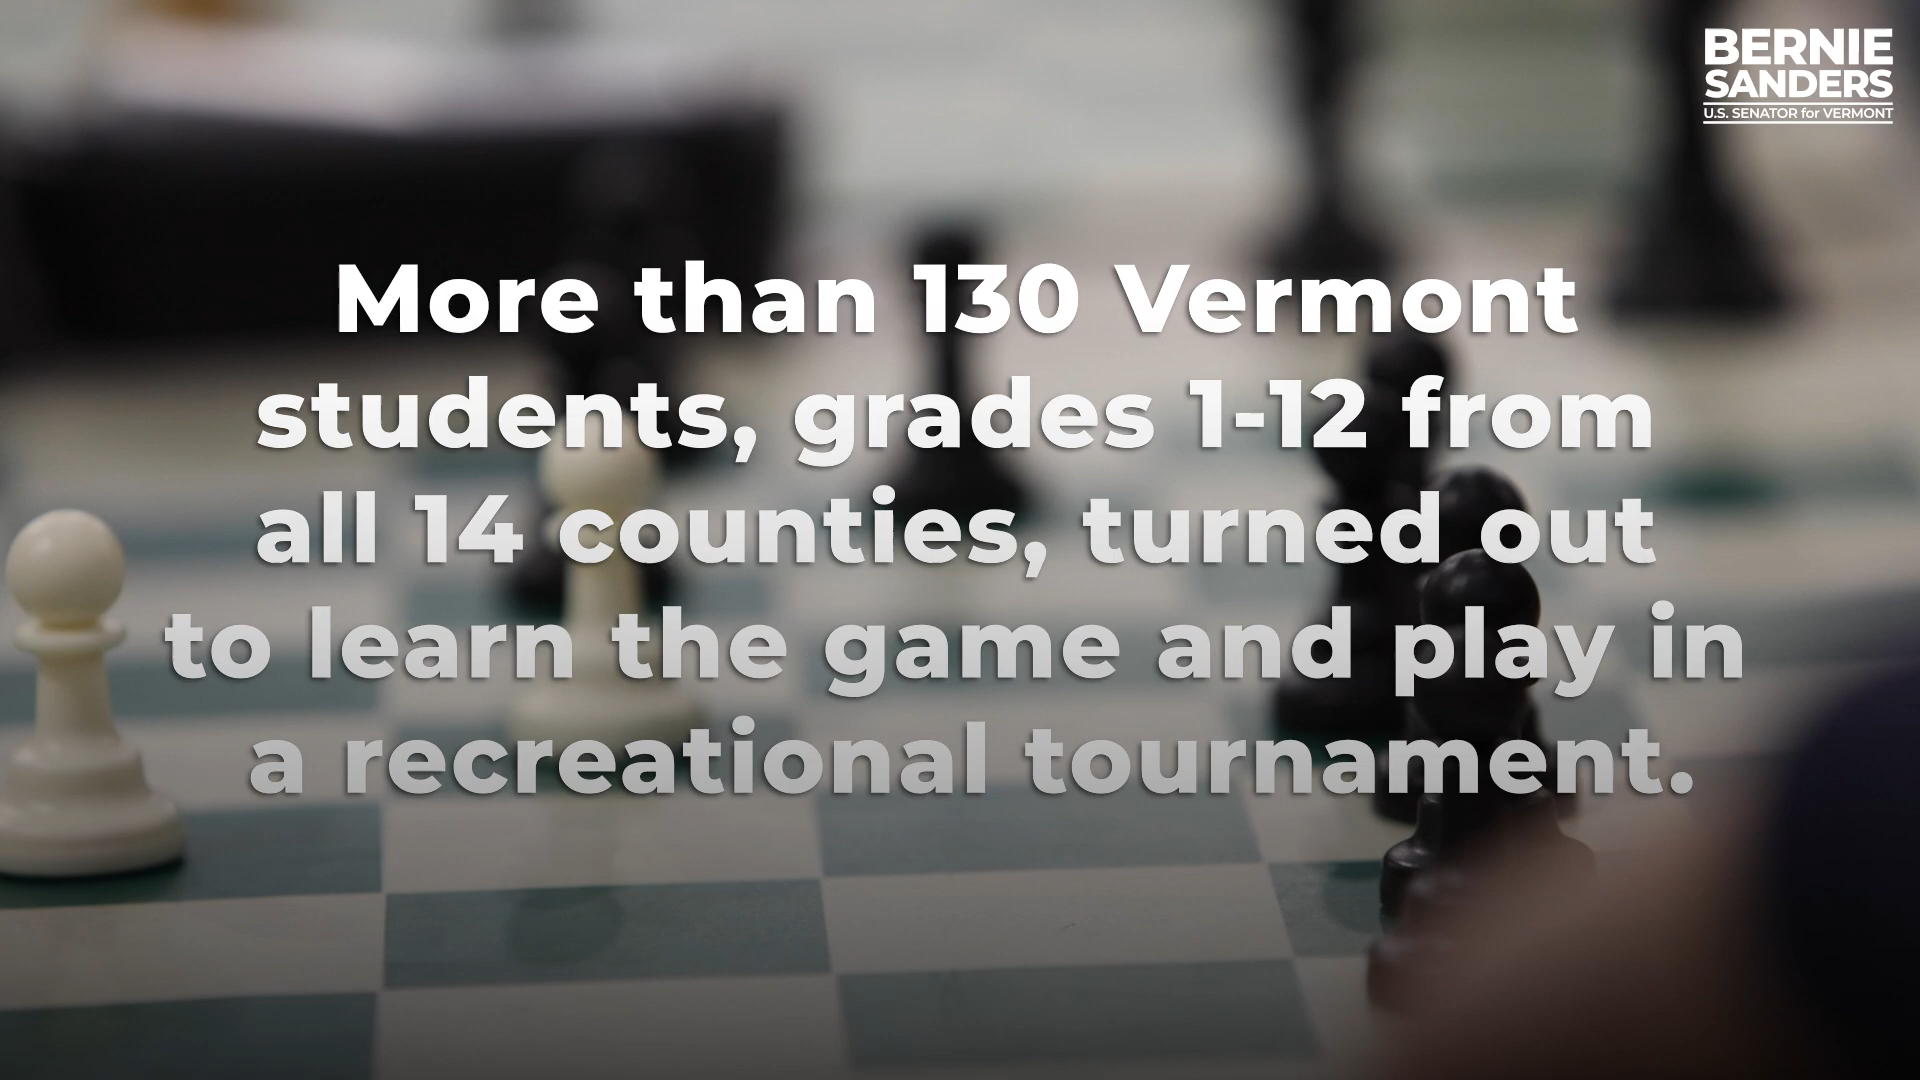 BERNIE
SANDERS
U.S. SENATOR for VERMONT
More than 130 Vermont
students, grades 1-12 from
all 14 counties, turned out
to learn the game and play in
a recreational tournament.